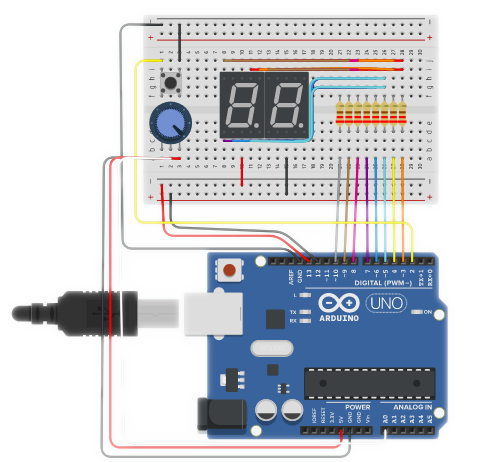 AREF
GND
13
12
~11
~10
~9
8
7
~6
~5
4
~3
2
TX→1
RX←0
DIGITAL (PWM~)
L
TX
RX
UNO
ARDUINO
ON
POWER
ANALOG IN
IOREF
RESET
3.3V
5V
GND
GND
Vin
A0
A1
A2
A3
A4
A5